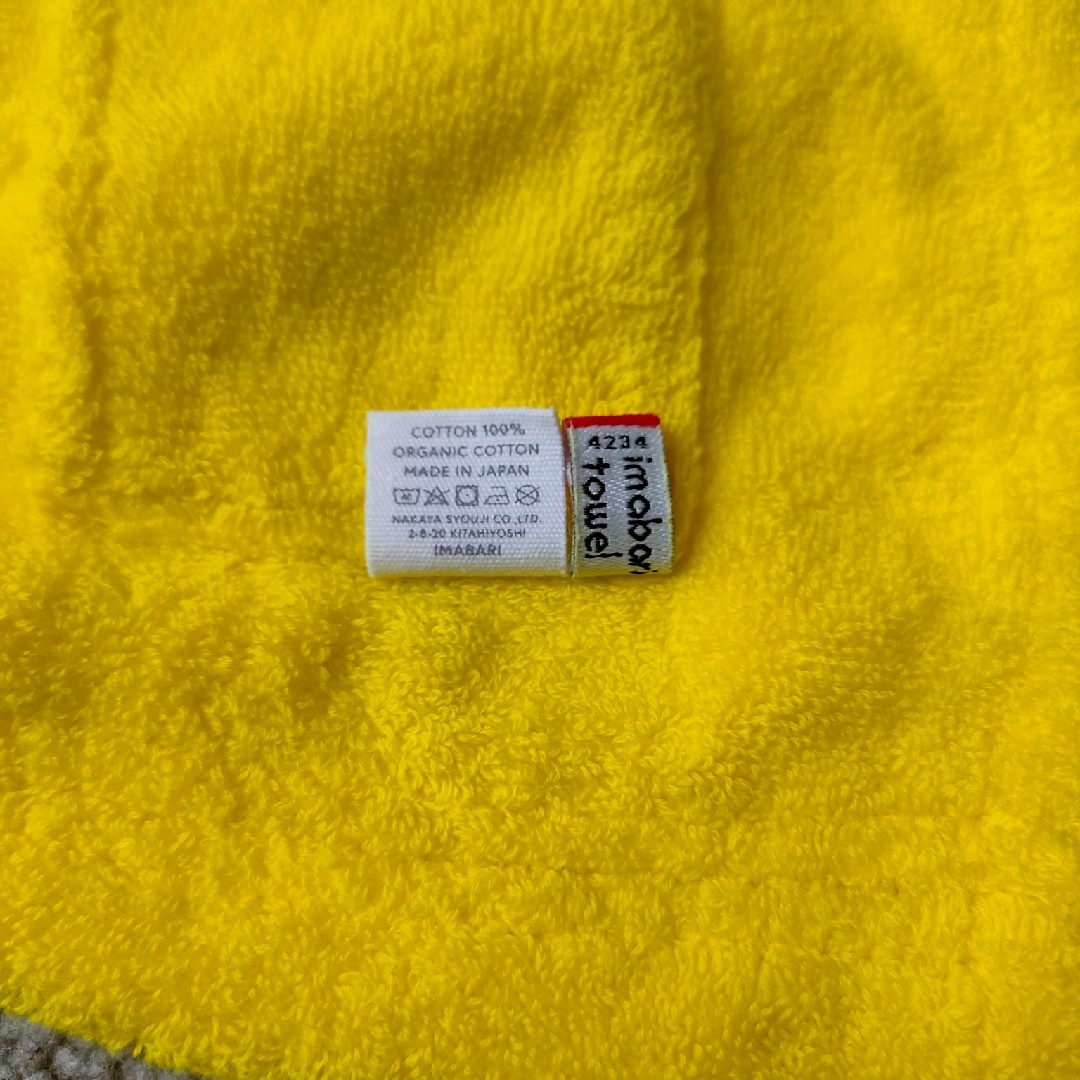 COTTON 100%
ORGANIC COTTON
MADE IN JAPAN
NAKAYA SYOUJI CO.,LTD.
2-8-20 KITAHIYOSHI
IMABARI
4234
imabari
towel